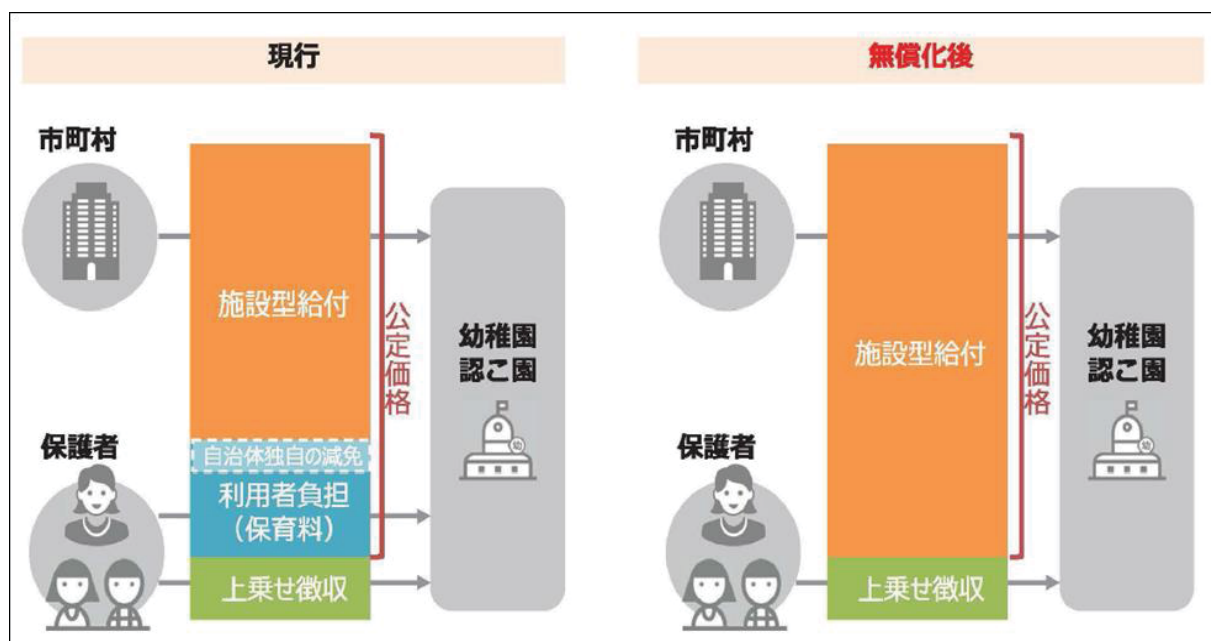 現行
市町村
施設型給付
公定価格
幼稚園
認こ園
幼
保護者
自治体独自の減免
利用者負担
（保育料）
上乗せ徴収
無償化後
市町村
施設型給付
公定価格
幼稚園
認こ園
幼
保護者
上乗せ徴収